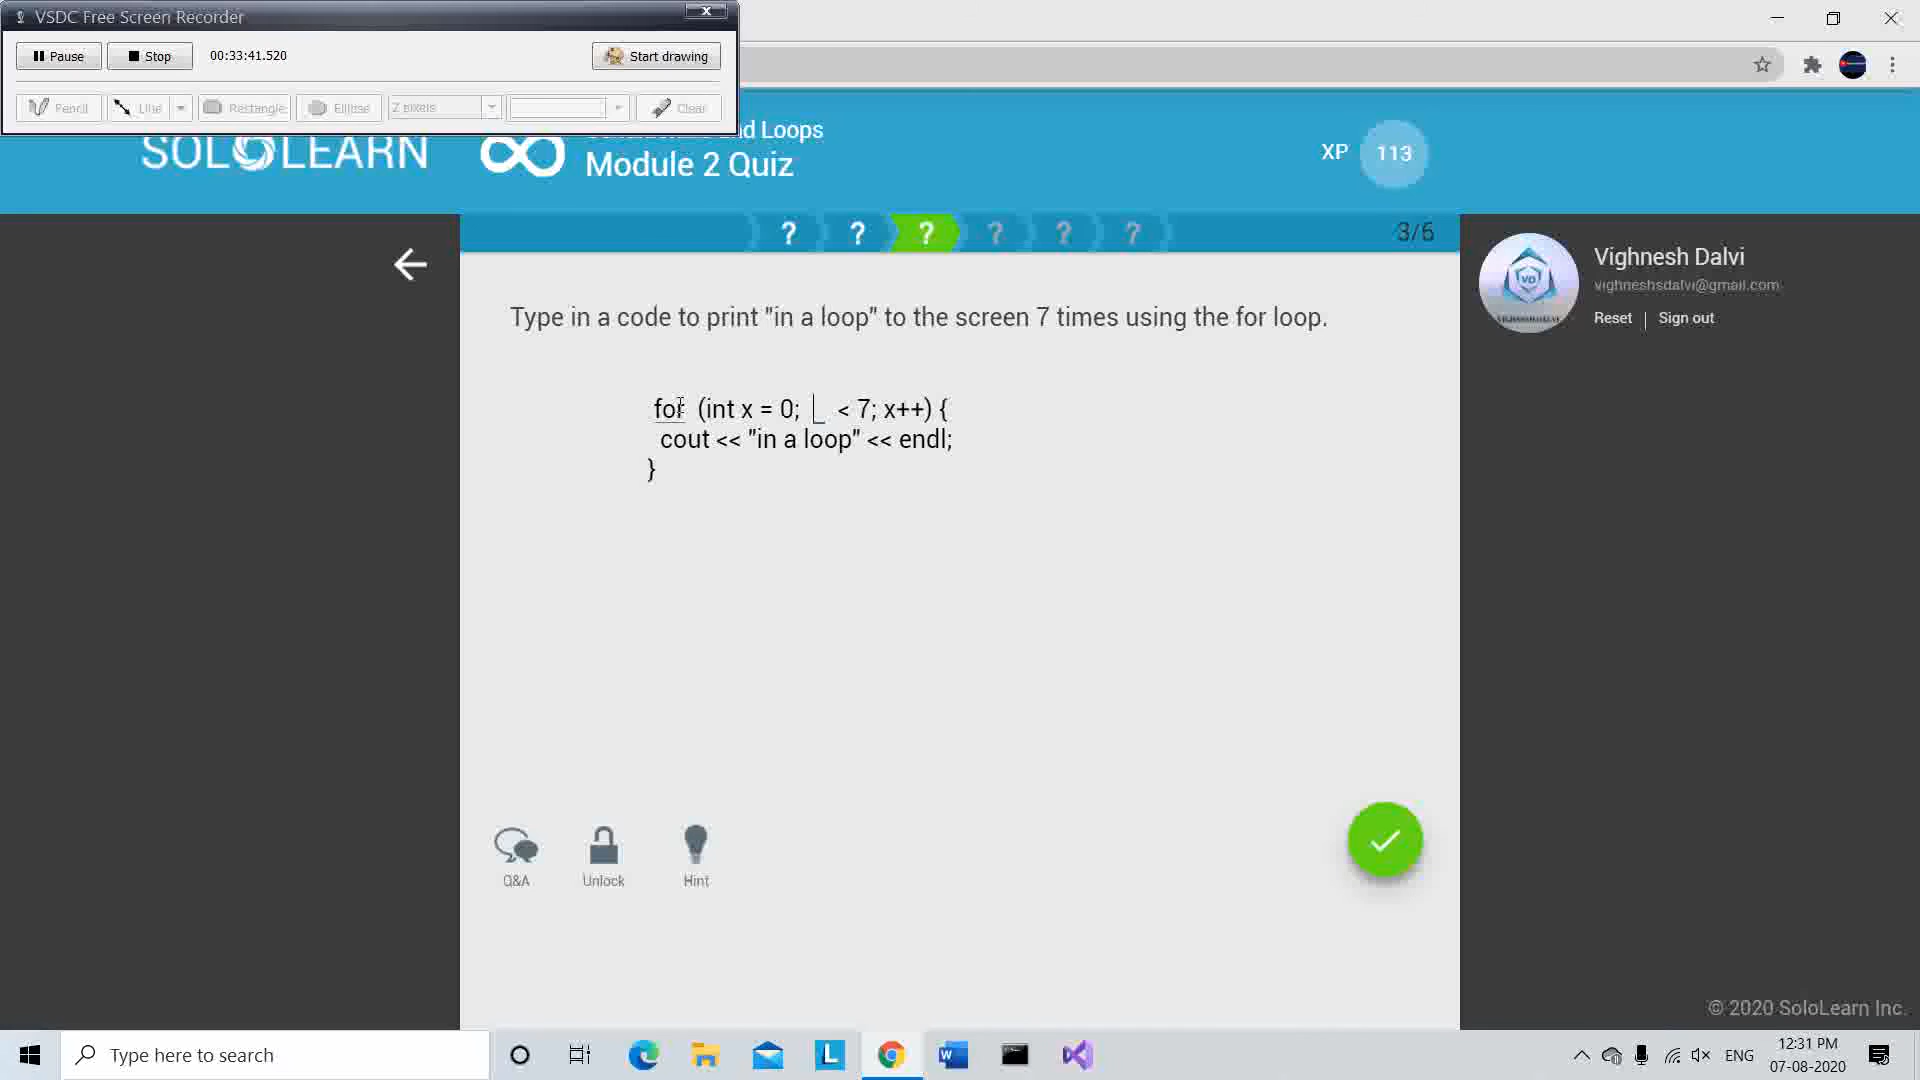 VSDC Free Screen Recorder
Pause
Stop
00:33:41.520
Start drawing
Pencil
Line
Rectangle
Ellipse
2 pixels
Clear
SOLOLEARN
and Loops
Module 2 Quiz
XP
113
? ? ? ? ? ?
3/6
Vighnesh Dalvi
vighneshsdalvi@gmail.com
Reset | Sign out
VD
Type in a code to print "in a loop" to the screen 7 times using the for loop.
for (int x = 0; _ < 7; x++) {
cout << "in a loop" << endl;
}
Q&A
Unlock
Hint
© 2020 SoloLearn Inc.
Type here to search
L
W
ENG
12:31 PM
07-08-2020